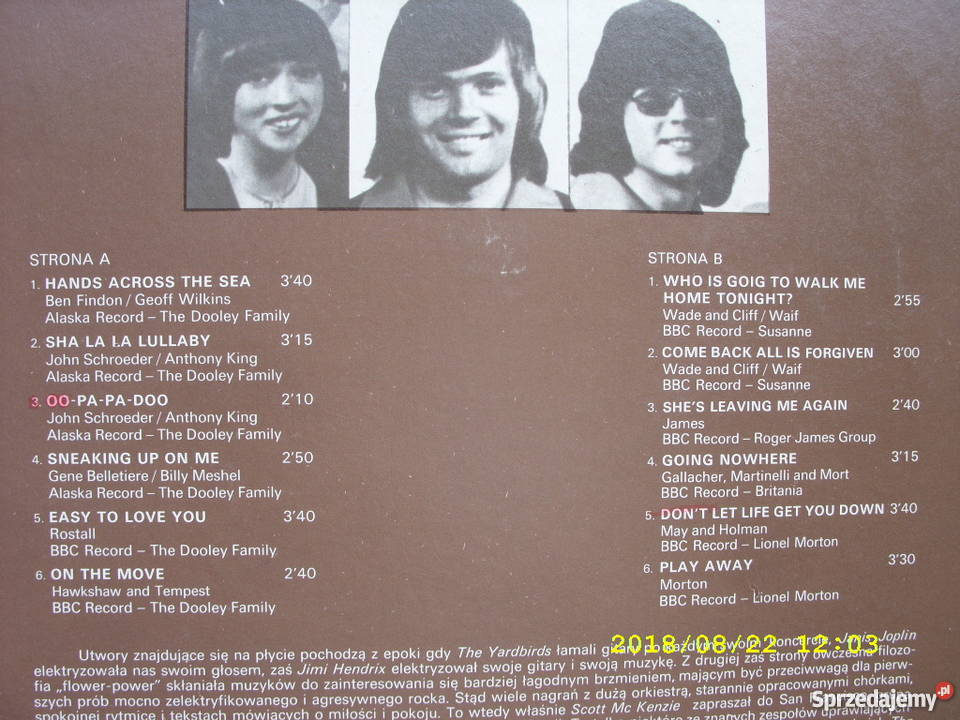 STRONA A
1. HANDS ACROSS THE SEA 3'40
Ben Findon / Geoff Wilkins
Alaska Record – The Dooley Family
2. SHA LA LA LULLABY 3'15
John Schroeder / Anthony King
Alaska Record – The Dooley Family
3. OO-PA-PA-DOO 2'10
John Schroeder / Anthony King
Alaska Record – The Dooley Family
4. SNEAKING UP ON ME 2'50
Gene Belletiere / Billy Meshel
Alaska Record – The Dooley Family
5. EASY TO LOVE YOU 3'40
Rostall
BBC Record – The Dooley Family
6. ON THE MOVE 2'40
Hawkshaw and Tempest
BBC Record – The Dooley Family
STRONA B
1. WHO IS GOIG TO WALK ME
HOME TONIGHT? 2'55
Wade and Cliff / Waif
BBC Record – Susanne
2. COME BACK ALL IS FORGIVEN 3'00
Wade and Cliff / Waif
BBC Record – Susanne
3. SHE'S LEAVING ME AGAIN 2'40
James
BBC Record – Roger James Group
4. GOING NOWHERE 3'15
Gallacher, Martinelli and Mort
BBC Record – Britania
5. DON'T LET LIFE GET YOU DOWN 3'40
May and Holman
BBC Record – Lionel Morton
6. PLAY AWAY 3'30
Morton
BBC Record – Lionel Morton
2018/08/22 12:03
Utwory znajdujące się na płycie pochodzą z epoki gdy The Yardbirds łamali gitary po każdym swoim koncercie, Janis Joplin
elektryzowała nas swoim głosem, zaś Jimi Hendrix elektryzował swoje gitary i swoją muzykę. Z drugiej zaś strony ówczesna filozo-
fia „flower-power" skłaniała muzyków do zainteresowania się bardziej łagodnym brzmieniem, mającym być przeciwwagą dla pierw-
szych prób mocno zelektryfikowanego i agresywnego rocka. Stąd wiele nagrań z dużą orkiestrą, starannie opracowanymi chórkami,
spokojnej rytmice i tekstach mówiących o miłości i pokoju. To wtedy właśnie Scott Mc Kenzie zapraszał do San
ze znanych zespołów
Sprzedajemy.pl